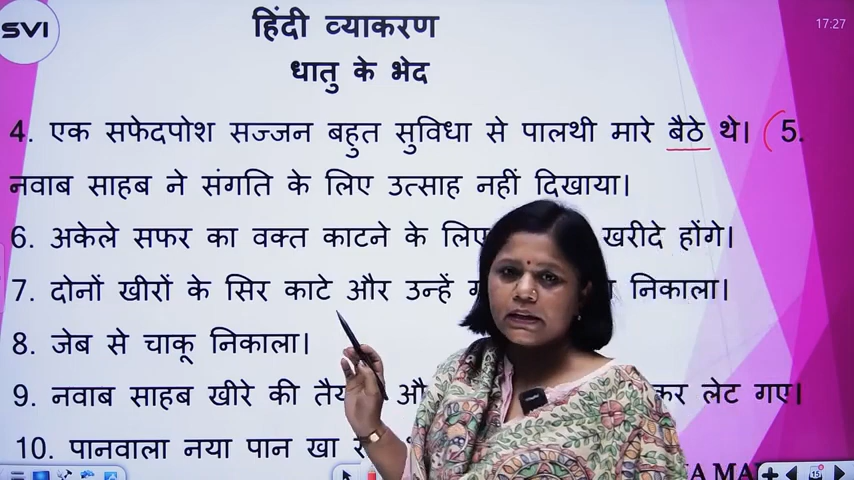 SVI
17:27
हिंदी व्याकरण
धातु के भेद
4. एक सफेदपोश सज्जन बहुत सुविधा से पालथी मारे बैठे थे। (5.
नवाब साहब ने संगति के लिए उत्साह नहीं दिखाया।
6. अकेले सफर का वक्त काटने के लिए खरीदे होंगे।
7. दोनों खीरों के सिर काटे और उन्हें निकाला।
8. जेब से चाकू निकाला।
9. नवाब साहब खीरे की कर लेट गए।
10. पानवाला नया पान खा